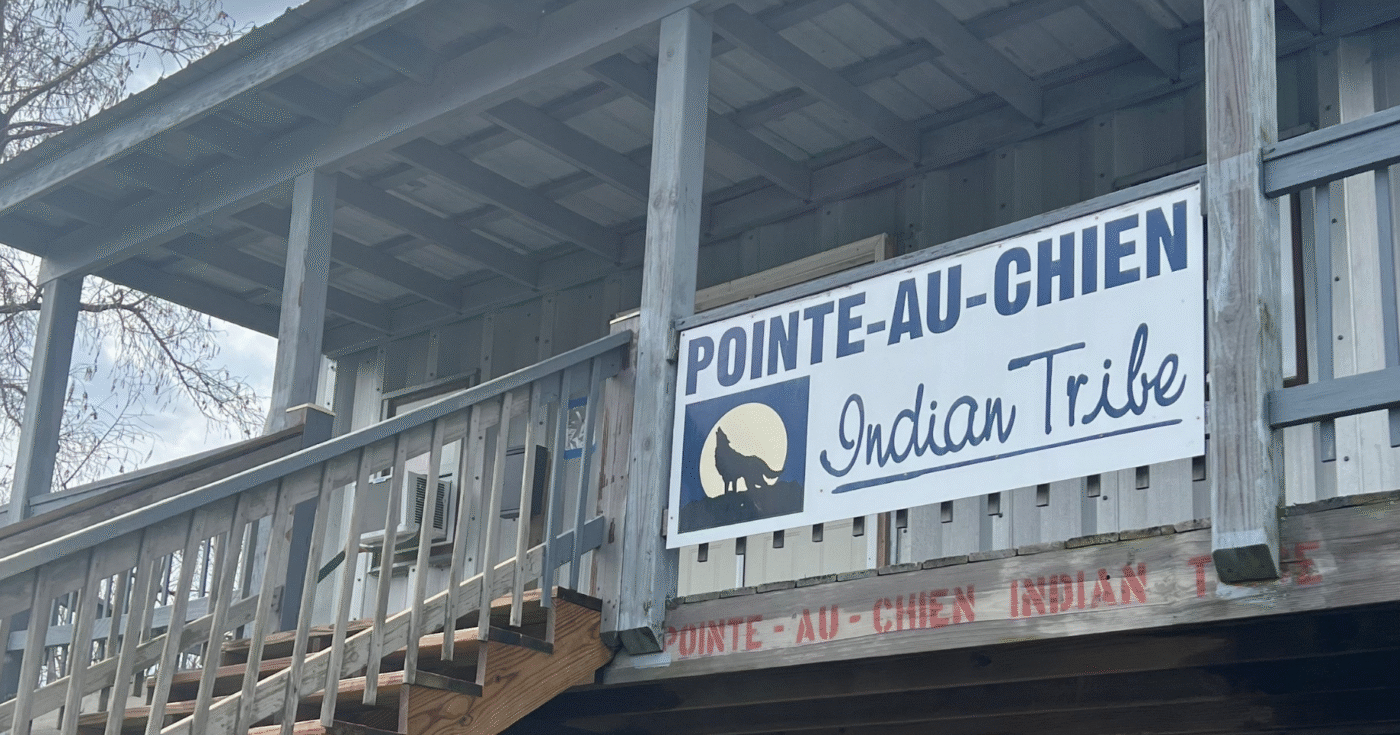 POINTE-AU-CHIEN
Indian Tribe
POINTE - AU - CHIEN INDIAN